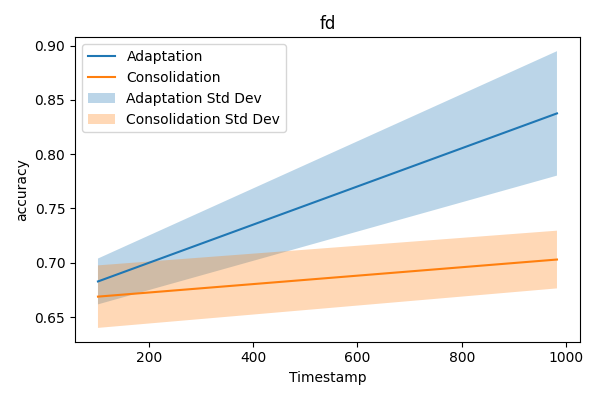 fd
Adaptation
Consolidation
Adaptation Std Dev
Consolidation Std Dev
0.90
0.85
0.80
0.75
0.70
0.65
accuracy
200 400 600 800 1000
Timestamp